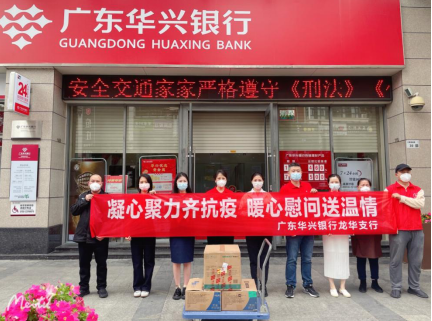 广东华兴银行
GUANGDONG HUAXING BANK
安全交通家家严格遵守《刑法》《
24
凝心聚力齐抗疫 暖心慰问送温情
广东华兴银行龙华支行